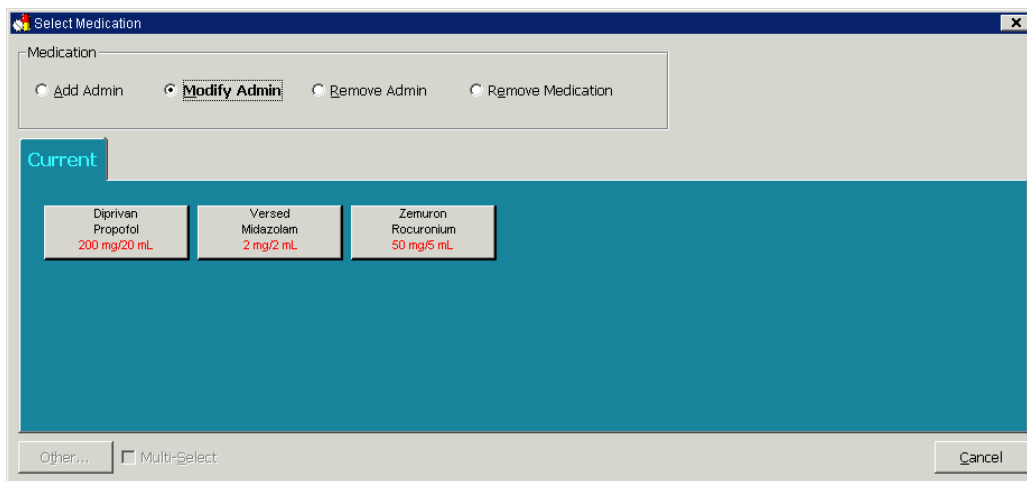 Select Medication
Medication
Add Admin
Modify Admin
Remove Admin
Remove Medication
Current
Diprivan
Propofol
200 mg/20 mL
Versed
Midazolam
2 mg/2 mL
Zemuron
Rocuronium
50 mg/5 mL
Other...
Multi-Select
Cancel